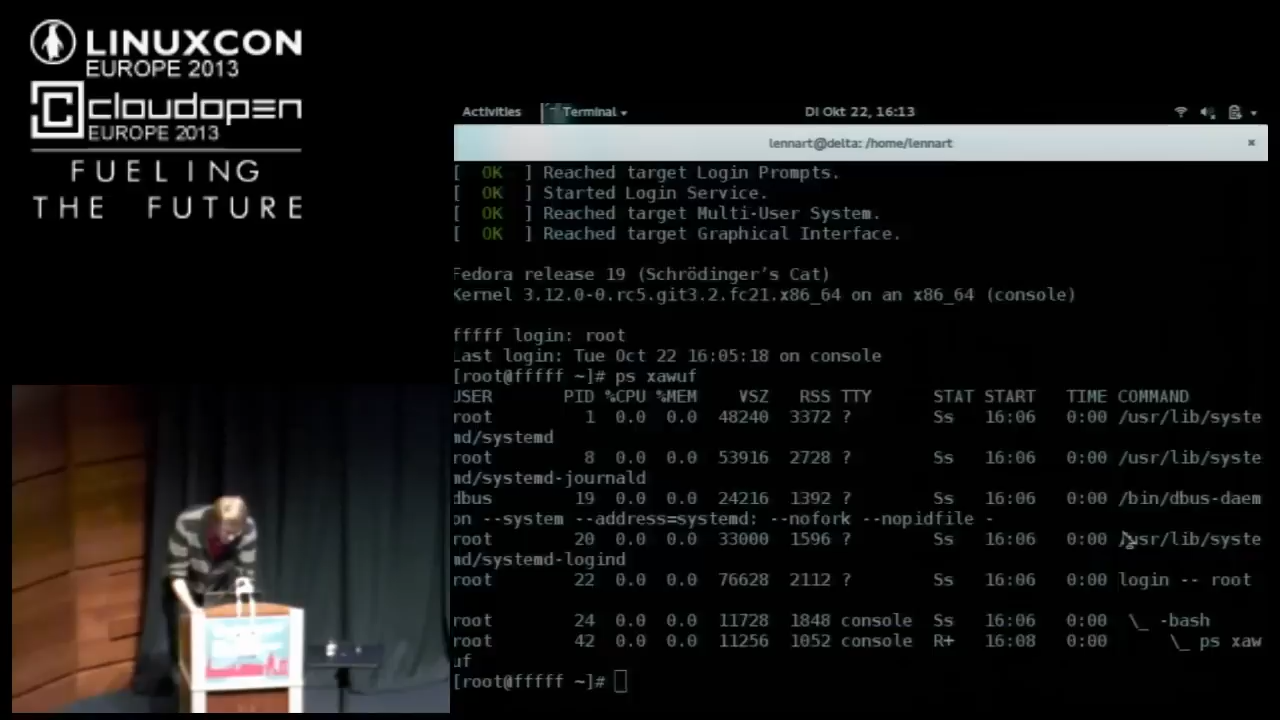 LINUXCON
EUROPE 2013
cloudopen
EUROPE 2013
FUELING
THE FUTURE
Activities Terminal DI Okt 22, 16:13
lennart@delta: /home/lennart ×
[ OK ] Reached target Login Prompts.
[ OK ] Started Login Service.
[ OK ] Reached target Multi-User System.
[ OK ] Reached target Graphical Interface.
Fedora release 19 (Schrödinger's Cat)
Kernel 3.12.0-0.rc5.git3.2.fc21.x86_64 on an x86_64 (console)
fffff login: root
Last login: Tue Oct 22 16:05:18 on console
[root@fffff ~]# ps xawuf
USER PID %CPU %MEM VSZ RSS TTY STAT START TIME COMMAND
root 1 0.0 0.0 48240 3372 ? Ss 16:06 0:00 /usr/lib/syste
md/systemd
root 8 0.0 0.0 53916 2728 ? Ss 16:06 0:00 /usr/lib/syste
md/systemd-journald
dbus 19 0.0 0.0 24216 1392 ? Ss 16:06 0:00 /bin/dbus-daem
on --system --address=systemd: --nofork --nopidfile -
root 20 0.0 0.0 33000 1596 ? Ss 16:06 0:00 /usr/lib/syste
md/systemd-logind
root 22 0.0 0.0 76628 2112 ? Ss 16:06 0:00 login -- root
root 24 0.0 0.0 11728 1848 console Ss 16:06 0:00 \_ -bash
root 42 0.0 0.0 11256 1052 console R+ 16:08 0:00 \_ ps xaw
uf
[root@fffff ~]#